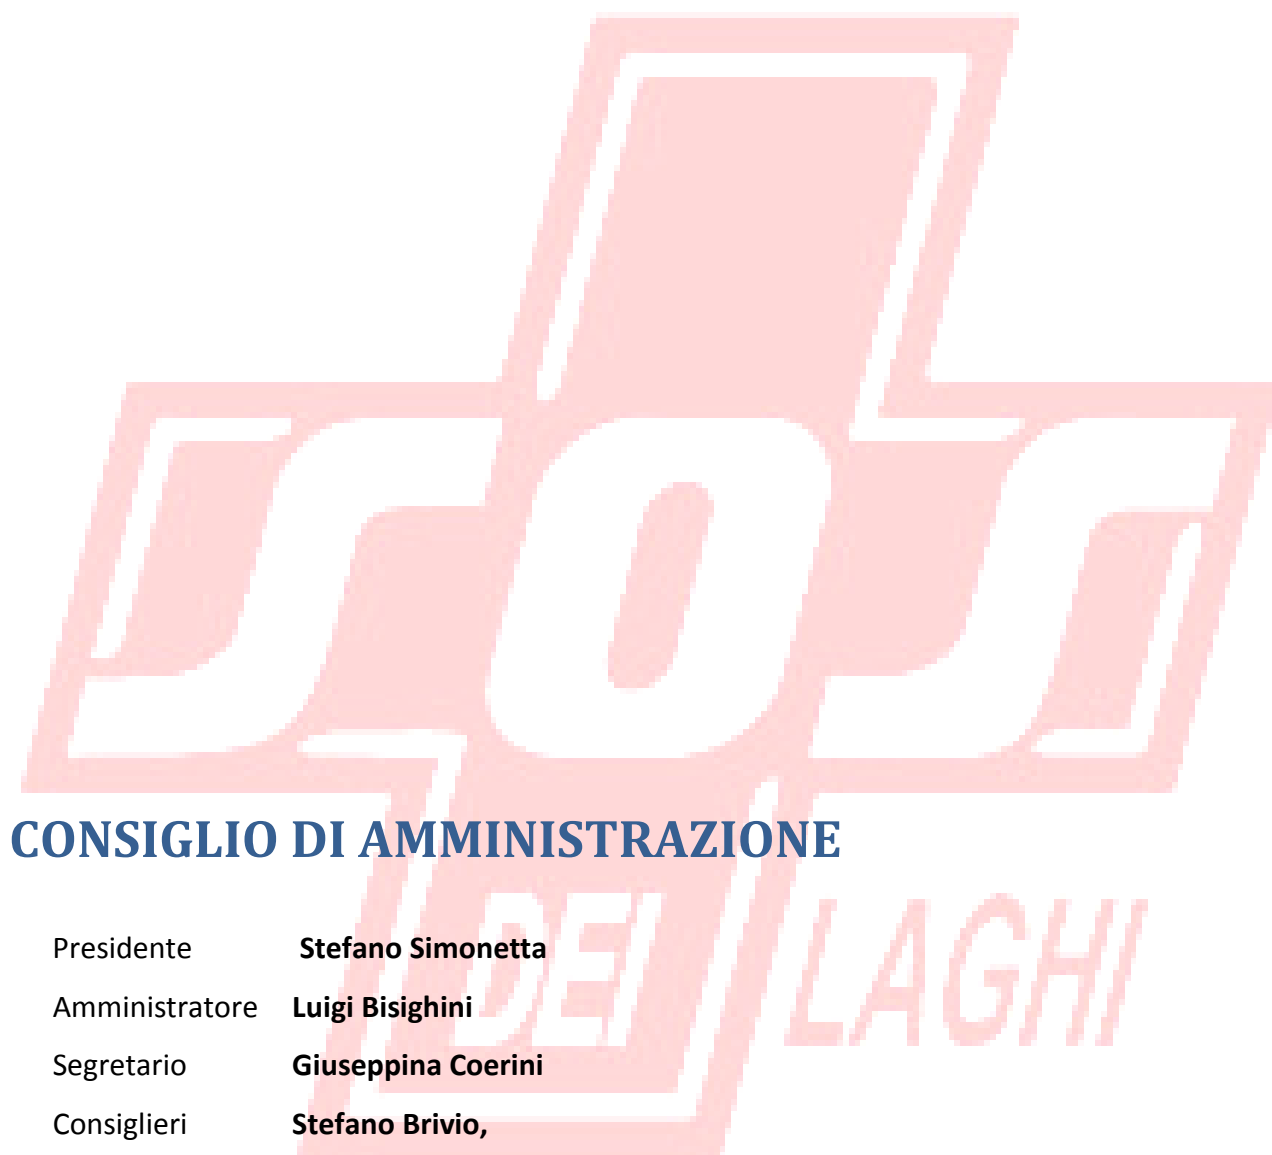 SOS
DEI LAGHI
CONSIGLIO DI AMMINISTRAZIONE
Presidente Stefano Simonetta
Amministratore Luigi Bisighini
Segretario Giuseppina Coerini
Consiglieri Stefano Brivio,